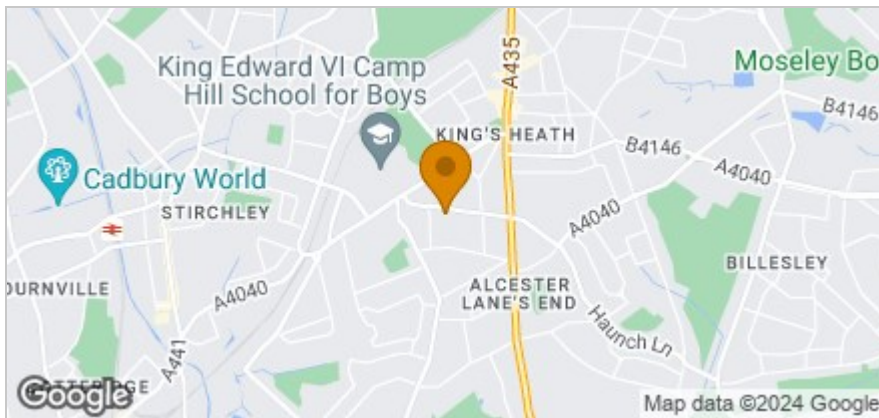 King Edward VI Camp
Hill School for Boys
A435
Moseley Bo
B4146
KING'S HEATH
B4146
A4040
Cadbury World
STIRCHLEY
A4040
BILLESLEY
OURNVILLE
A4040
ALCESTER
LANE'S END
Haunch Ln
A441
Google
Map data ©2024 Google